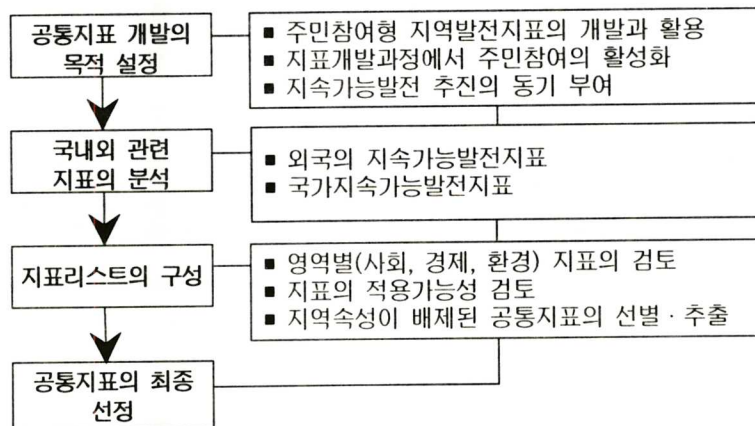 공통지표 개발의
목적 설정
■ 주민참여형 지역발전지표의 개발과 활용
■ 지표개발과정에서 주민참여의 활성화
■ 지속가능발전 추진의 동기 부여
국내외 관련
지표의 분석
■ 외국의 지속가능발전지표
■ 국가지속가능발전지표
지표리스트의 구성
■ 영역별(사회, 경제, 환경) 지표의 검토
■ 지표의 적용가능성 검토
■ 지역속성이 배제된 공통지표의 선별 · 추출
공통지표의 최종
선정